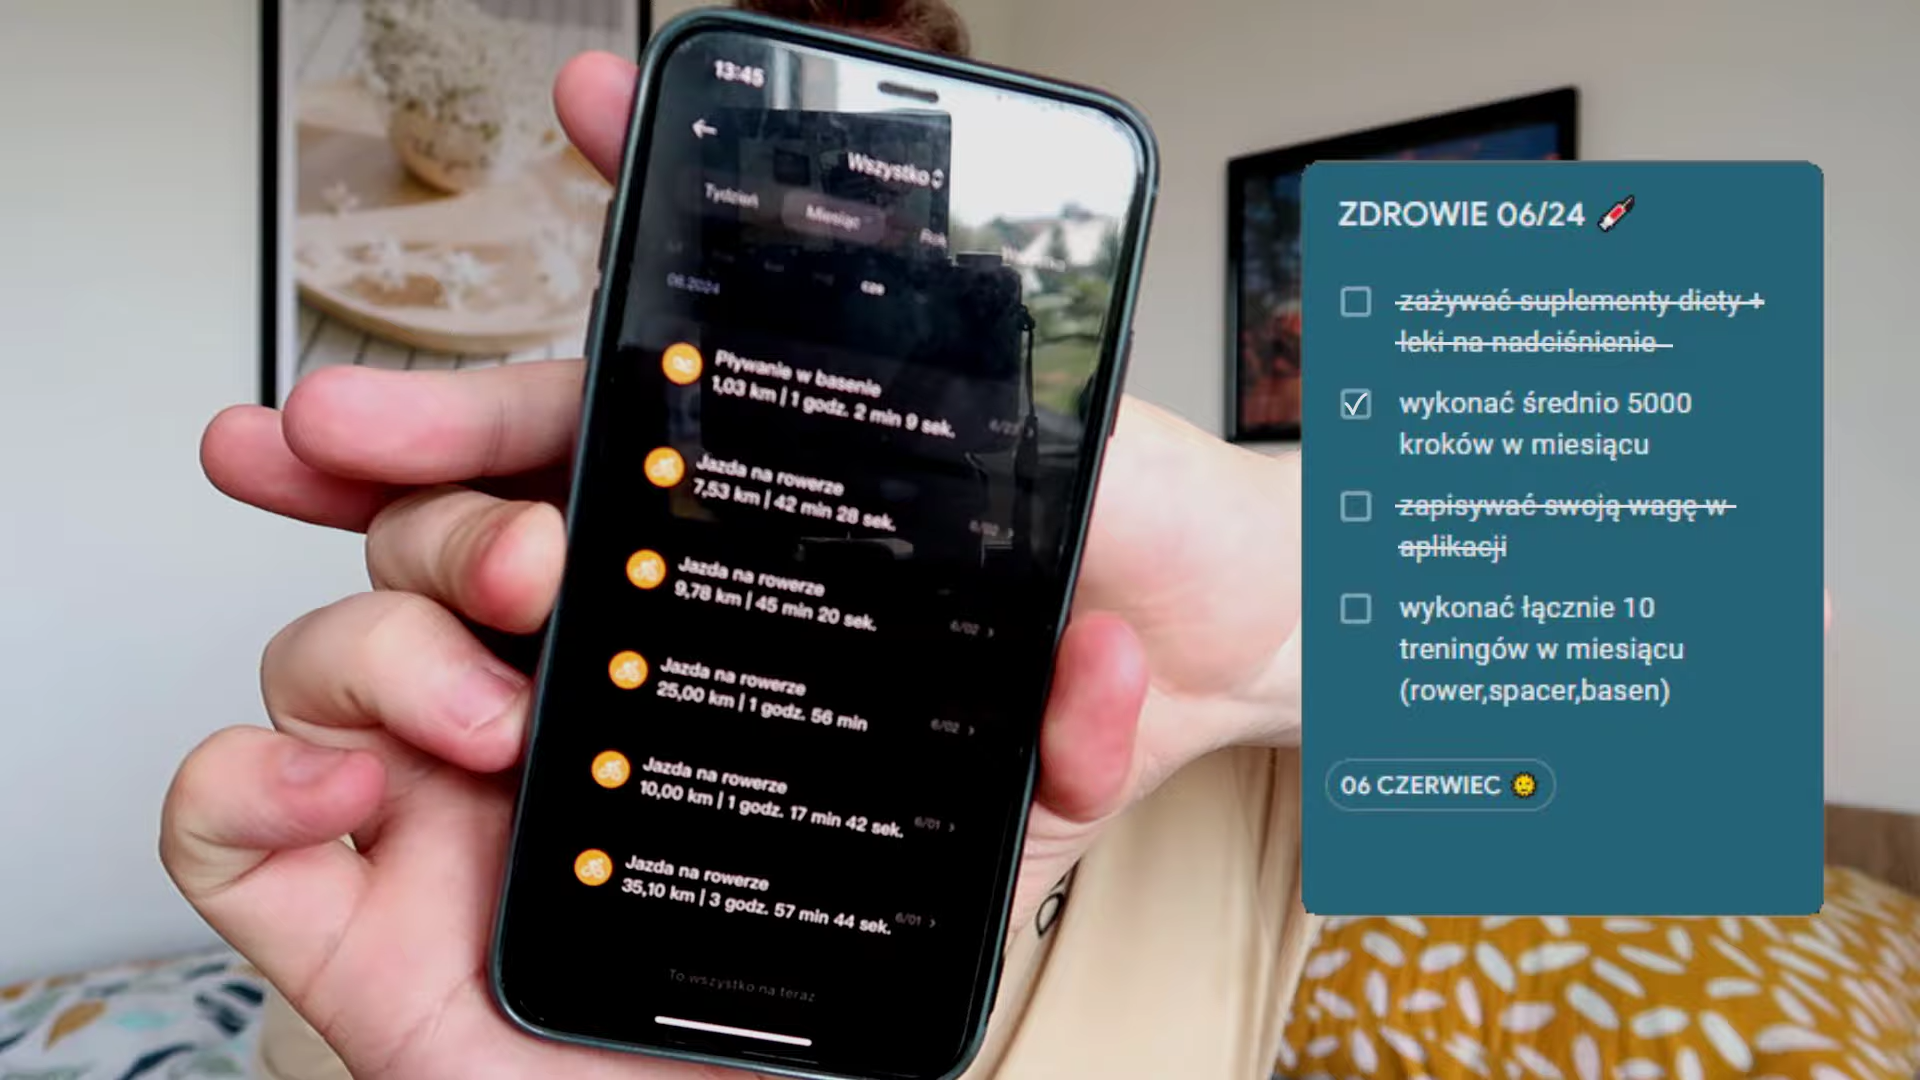 13:45
Wszystko
Tydzień
Miesiąc
Rok
cze
06.2024
Pływanie w basenie
1,03 km | 1 godz. 2 min 9 sek.
Jazda na rowerze
7,53 km | 42 min 28 sek.
6/02
Jazda na rowerze
9,78 km | 45 min 20 sek.
6/02
Jazda na rowerze
25,00 km | 1 godz. 56 min
6/02
Jazda na rowerze
10,00 km | 1 godz. 17 min 42 sek.
6/01
Jazda na rowerze
35,10 km | 3 godz. 57 min 44 sek.
6/01
To wszystko na teraz
ZDROWIE 06/24
zażywać suplementy diety +
leki na nadciśnienie
wykonać średnio 5000
kroków w miesiącu
zapisywać swoją wagę w
aplikacji
wykonać łącznie 10
treningów w miesiącu
(rower,spacer,basen)
06 CZERWIEC